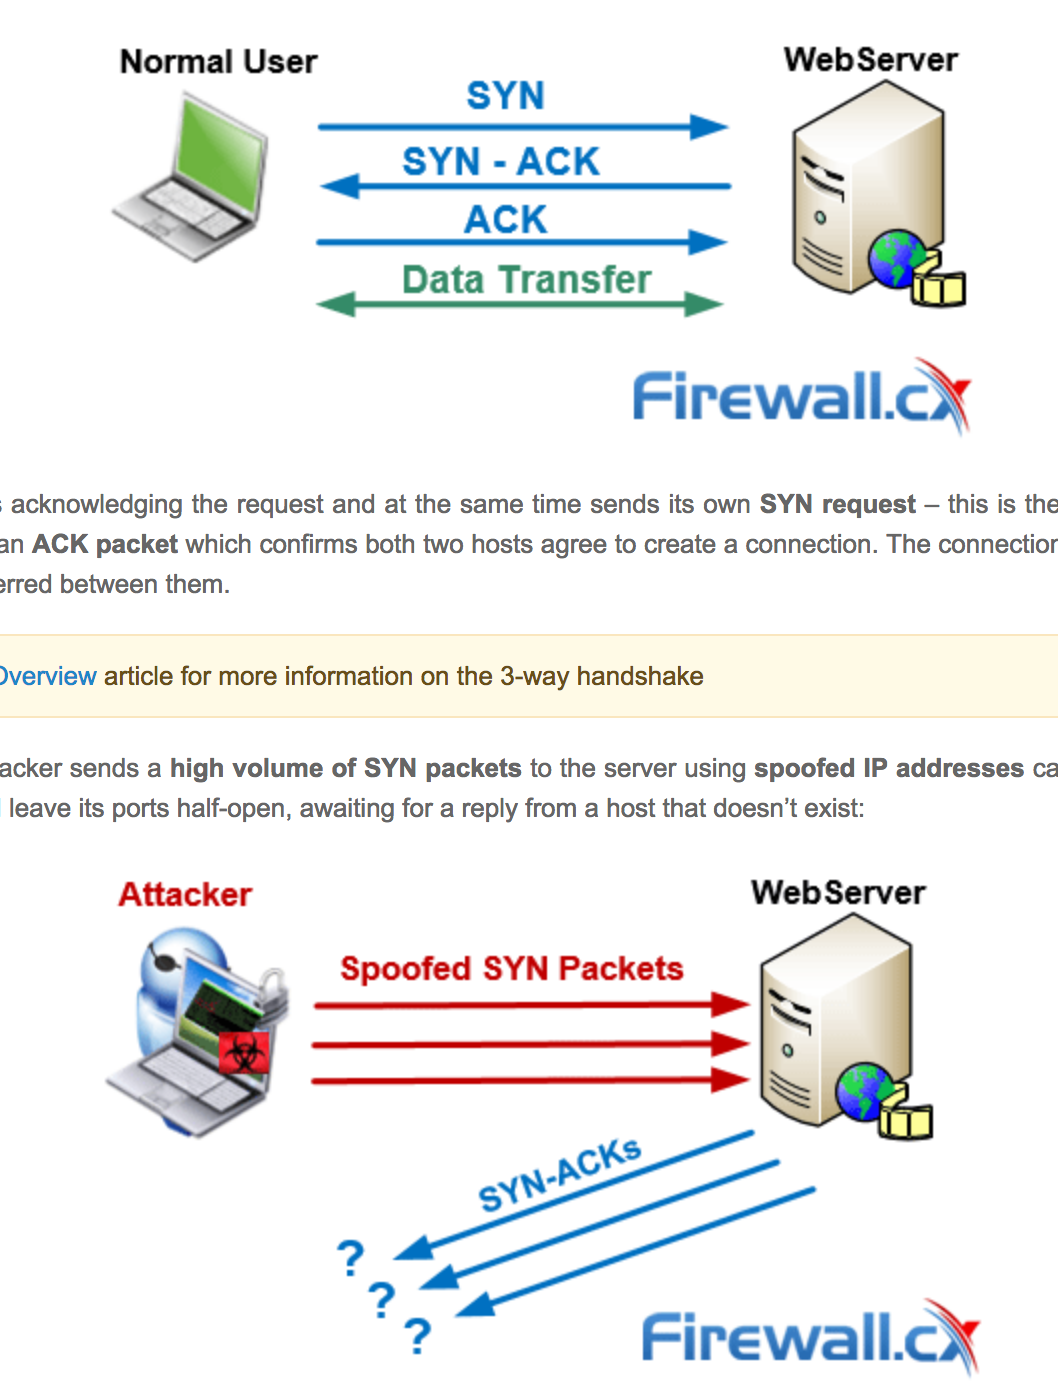 Normal User
WebServer
SYN
SYN - ACK
ACK
Data Transfer
Firewall.cx
acknowledging the request and at the same time sends its own SYN request – this is the
an ACK packet which confirms both two hosts agree to create a connection. The connection
erred between them.
Overview article for more information on the 3-way handshake
acker sends a high volume of SYN packets to the server using spoofed IP addresses ca
leave its ports half-open, awaiting for a reply from a host that doesn’t exist:
Attacker
WebServer
Spoofed SYN Packets
SYN-ACKs
?
?
?
Firewall.cx